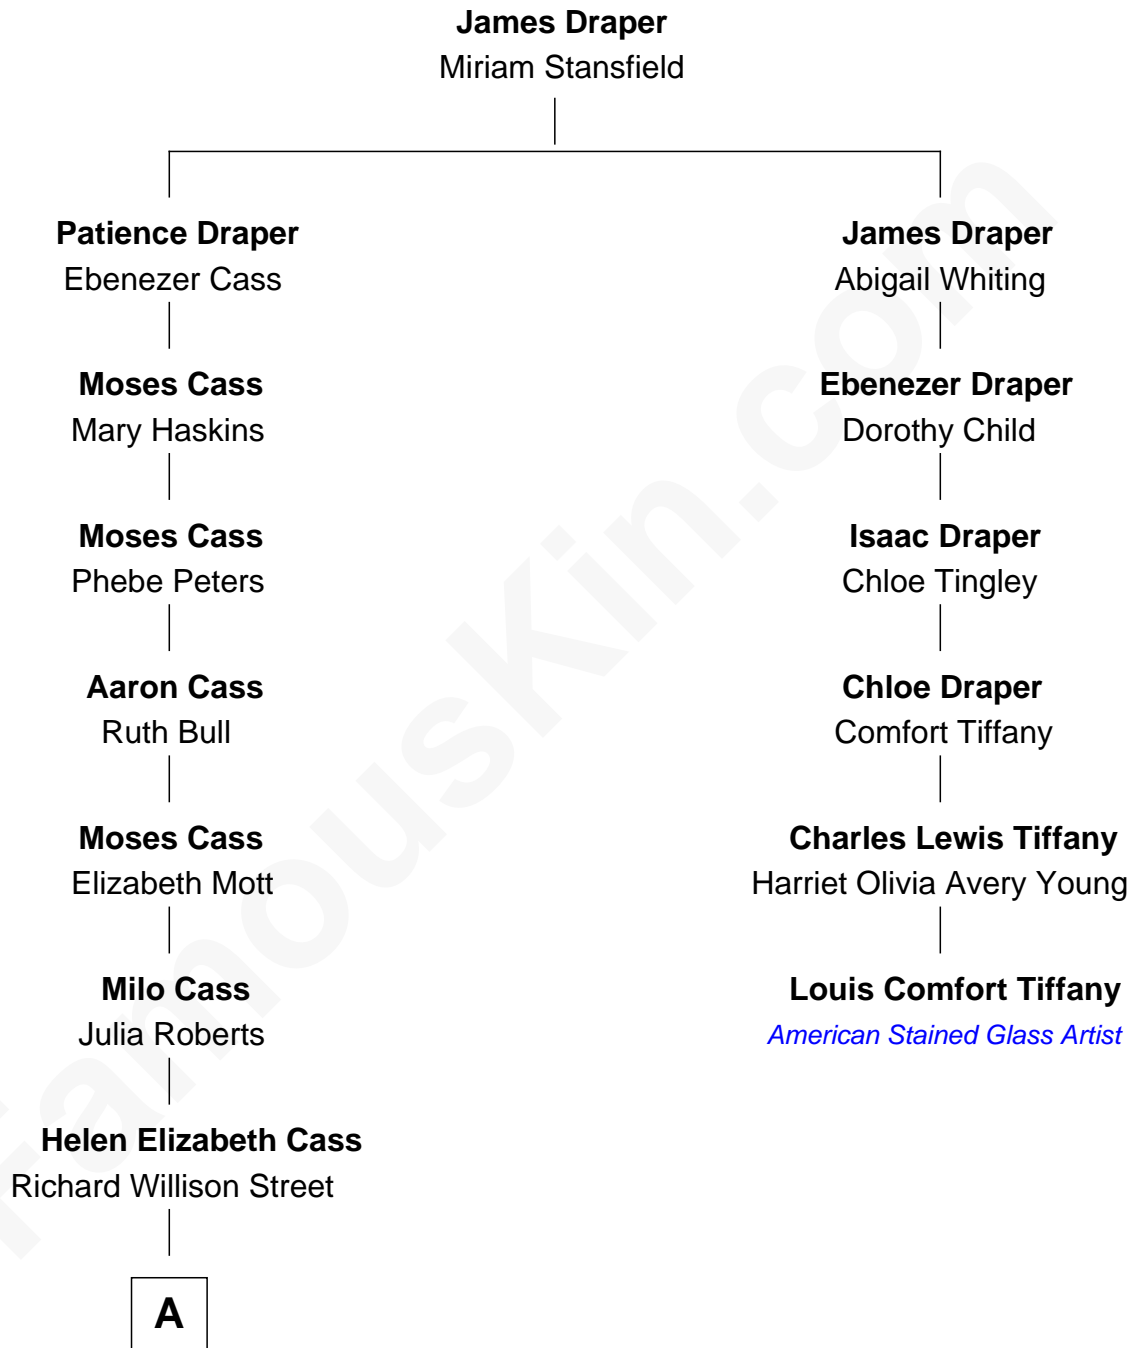 James Draper
Miriam Stansfield
Patience Draper
Ebenezer Cass
James Draper
Abigail Whiting
Moses Cass
Mary Haskins
Ebenezer Draper
Dorothy Child
Moses Cass
Phebe Peters
Isaac Draper
Chloe Tingley
Aaron Cass
Ruth Bull
Chloe Draper
Comfort Tiffany
Moses Cass
Elizabeth Mott
Charles Lewis Tiffany
Harriet Olivia Avery Young
Milo Cass
Julia Roberts
Louis Comfort Tiffany
American Stained Glass Artist
Helen Elizabeth Cass
Richard Willison Street
A
FamousKin.com